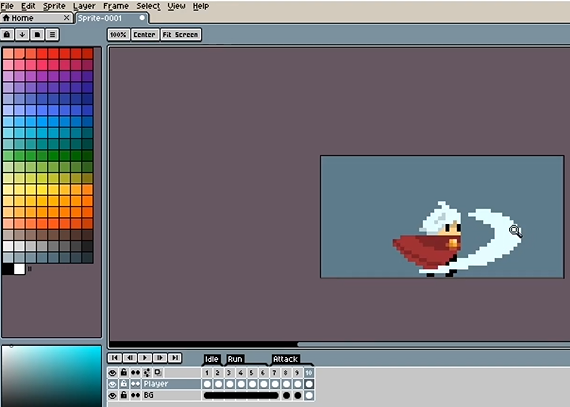 File Edit Sprite Layer Frame Select View Help
Home Sprite-0001
100% Center Fit Screen
Idle Run Attack
1 2 3 4 5 6 7 8 9 10
Player
BG